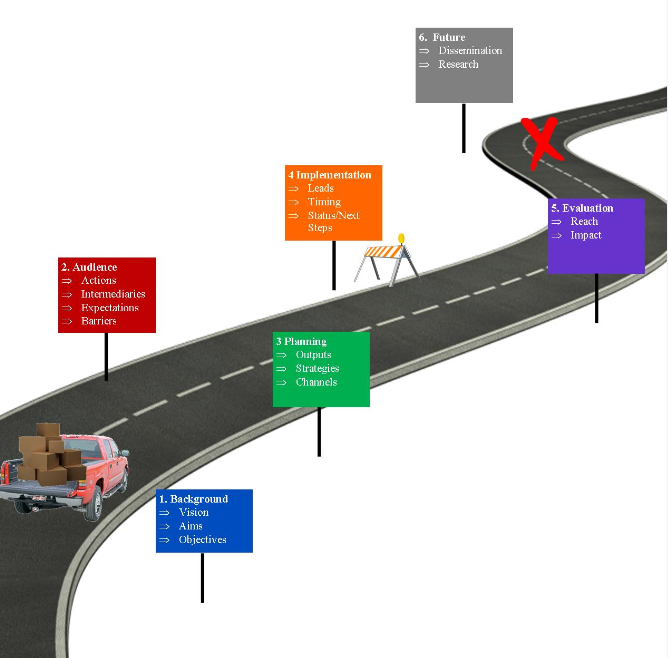 6. Future
⇒ Dissemination
⇒ Research
4 Implementation
⇒ Leads
⇒ Timing
⇒ Status/Next
Steps
5. Evaluation
⇒ Reach
⇒ Impact
2. Audience
⇒ Actions
⇒ Intermediaries
⇒ Expectations
⇒ Barriers
3 Planning
⇒ Outputs
⇒ Strategies
⇒ Channels
1. Background
⇒ Vision
⇒ Aims
⇒ Objectives